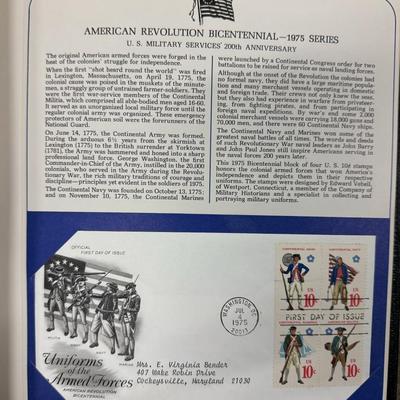 AMERICAN REVOLUTION BICENTENNIAL—1975 SERIES
U. S. MILITARY SERVICES' 200th ANNIVERSARY
The original American armed forces were forged in the
heat of the colonies' struggle for independence.
When the first "shot heard round the world" was fired
in Lexington, Massachusetts, on April 19, 1775, the
colonial cause was poised in the muskets of the minute-
men, a straggly group of untrained farmer-soldiers. They
were the first war-service members of the Continental
Militia, which comprised all able-bodied men aged 16-60.
It served as an unorganized local military force until the
regular colonial army was organized. These emergency
protectors of American soil were the forerunners of the
National Guard.
On June 14, 1775, the Continental Army was formed.
During the arduous 6½ years from the skirmish at
Lexington (1775) to the British surrender at Yorktown
(1781), the Army was hammered and honed into a sharp
professional land force. George Washington, the first
Commander-in-Chief of the Army, instilled in the 20,000
colonials, who served in the Army during the Revolu-
tionary War, the rich military traditions of courage and
discipline—principles yet evident in the soldiers of 1975.
The Continental Navy was founded on October 13, 1775;
and on November 10, 1775, the Continental Marines
were launched by a Continental Congress order for two
battalions to be raised for service as naval landing forces.
Although at the onset of the Revolution the colonies had
no formal navy, they did have a large maritime popula-
tion and many merchant vessels operating in domestic
and foreign trade. Their crews not only knew the seas,
but they also had experience in warfare from privateer-
ing, from fighting pirates, and from participating in
foreign naval expeditions. By war's end some 2,000
colonial merchant vessels were carrying 18,000 guns and
70,000 men, and there were 60 Continental Navy ships.
The Continental Navy and Marines won some of the
greatest naval battles of all times. The words and deeds
of such Revolutionary War naval leaders as John Barry
and John Paul Jones still inspire Americans serving in
the naval forces 200 years later.
This 1975 Bicentennial block of four U. S. 10¢ stamps
honors the colonial armed forces that won America's
independence and depicts them in their respective
uniforms. The stamps were designed by Edward Vebell,
of Westport, Connecticut, a member of the Company of
Military Historians and a specialist in collecting and
portraying military uniforms.
OFFICIAL
FIRST DAY OF ISSUE
MILITIA
NAVY
MARINE
Uniforms of the
Armed Forces
AMERICAN REVOLUTION
BICENTENNIAL
WASHINGTON, DC
JUL
4
1975
20013
FIRST DAY OF ISSUE
CONTINENTAL ARMY
CONTINENTAL NAVY
US
10c
US
10c
US
10c
US
10c
Mrs. E. Virginia Bender
407 Wake Robin Drive
Cockeysville, Maryland 21030